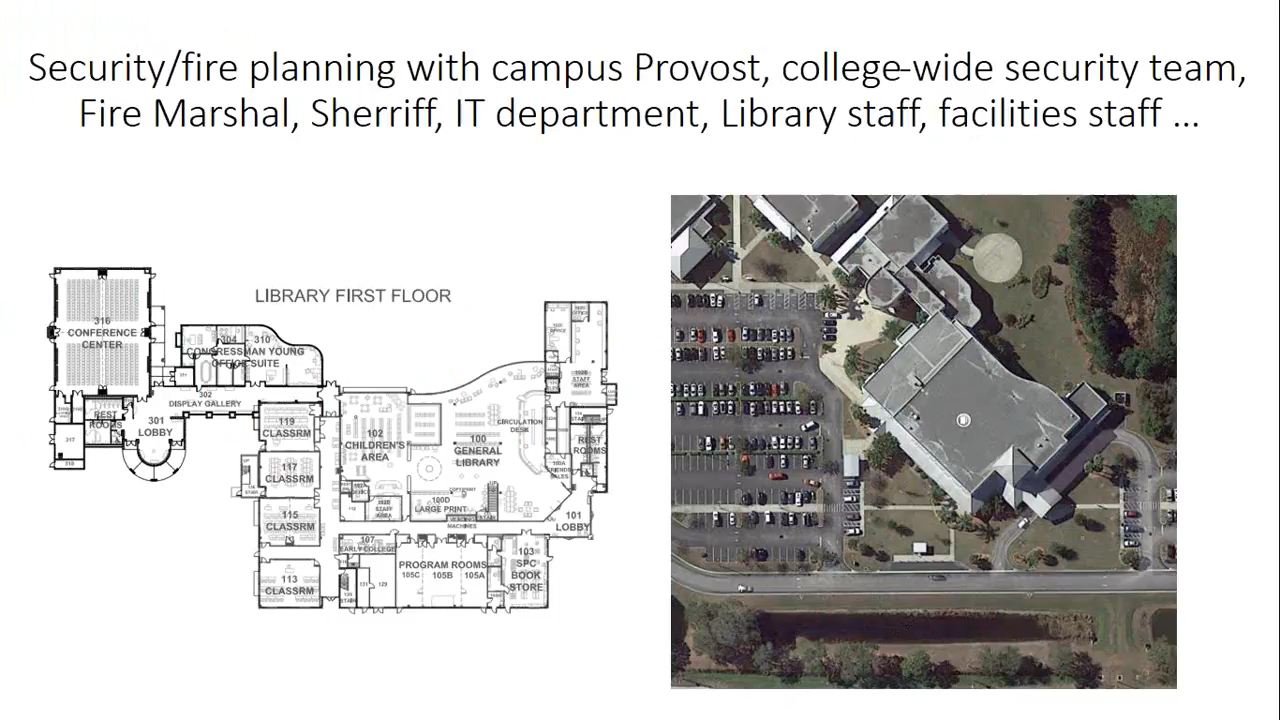 Security/fire planning with campus Provost, college-wide security team,
Fire Marshal, Sherriff, IT department, Library staff, facilities staff ...
LIBRARY FIRST FLOOR
316
CONFERENCE
CENTER
304
310
CONGRESSMAN YOUNG
OFFICE SUITE
302
DISPLAY GALLERY
REST
ROOMS
301
LOBBY
317
119
CLASSRM
117
CLASSRM
115
CLASSRM
113
CLASSRM
102
CHILDREN'S
AREA
100
GENERAL
LIBRARY
CIRCULATION
DESK
STAFF
AREA
REST
ROOMS
100D
LARGE PRINT
MACHINES
101
LOBBY
107
EARLY COLLEGE
PROGRAM ROOMS
105C
105B
105A
103
SPC
BOOK
STORE